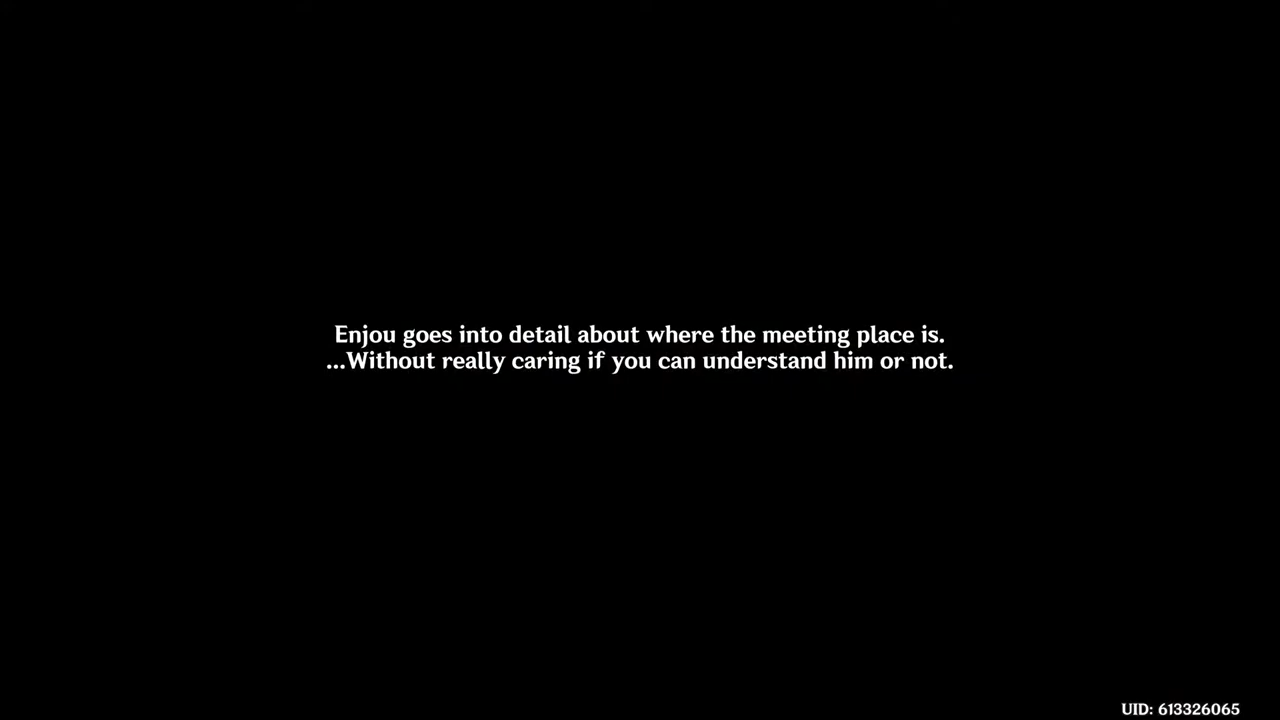 Enjou goes into detail about where the meeting place is.
...Without really caring if you can understand him or not.
UID: 613326065